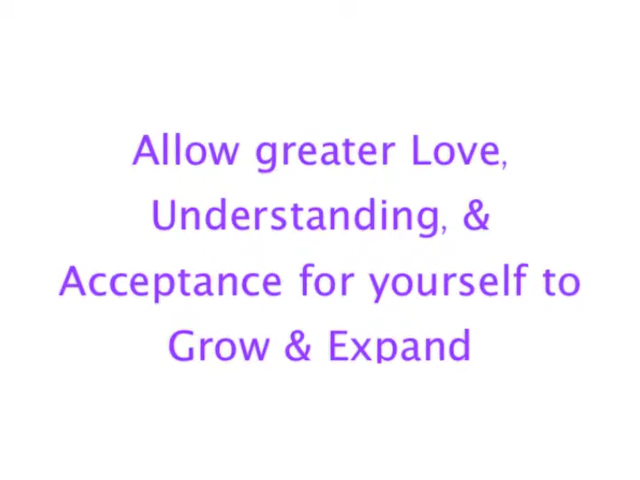 Allow greater Love,
Understanding, &
Acceptance for yourself to
Grow & Expand